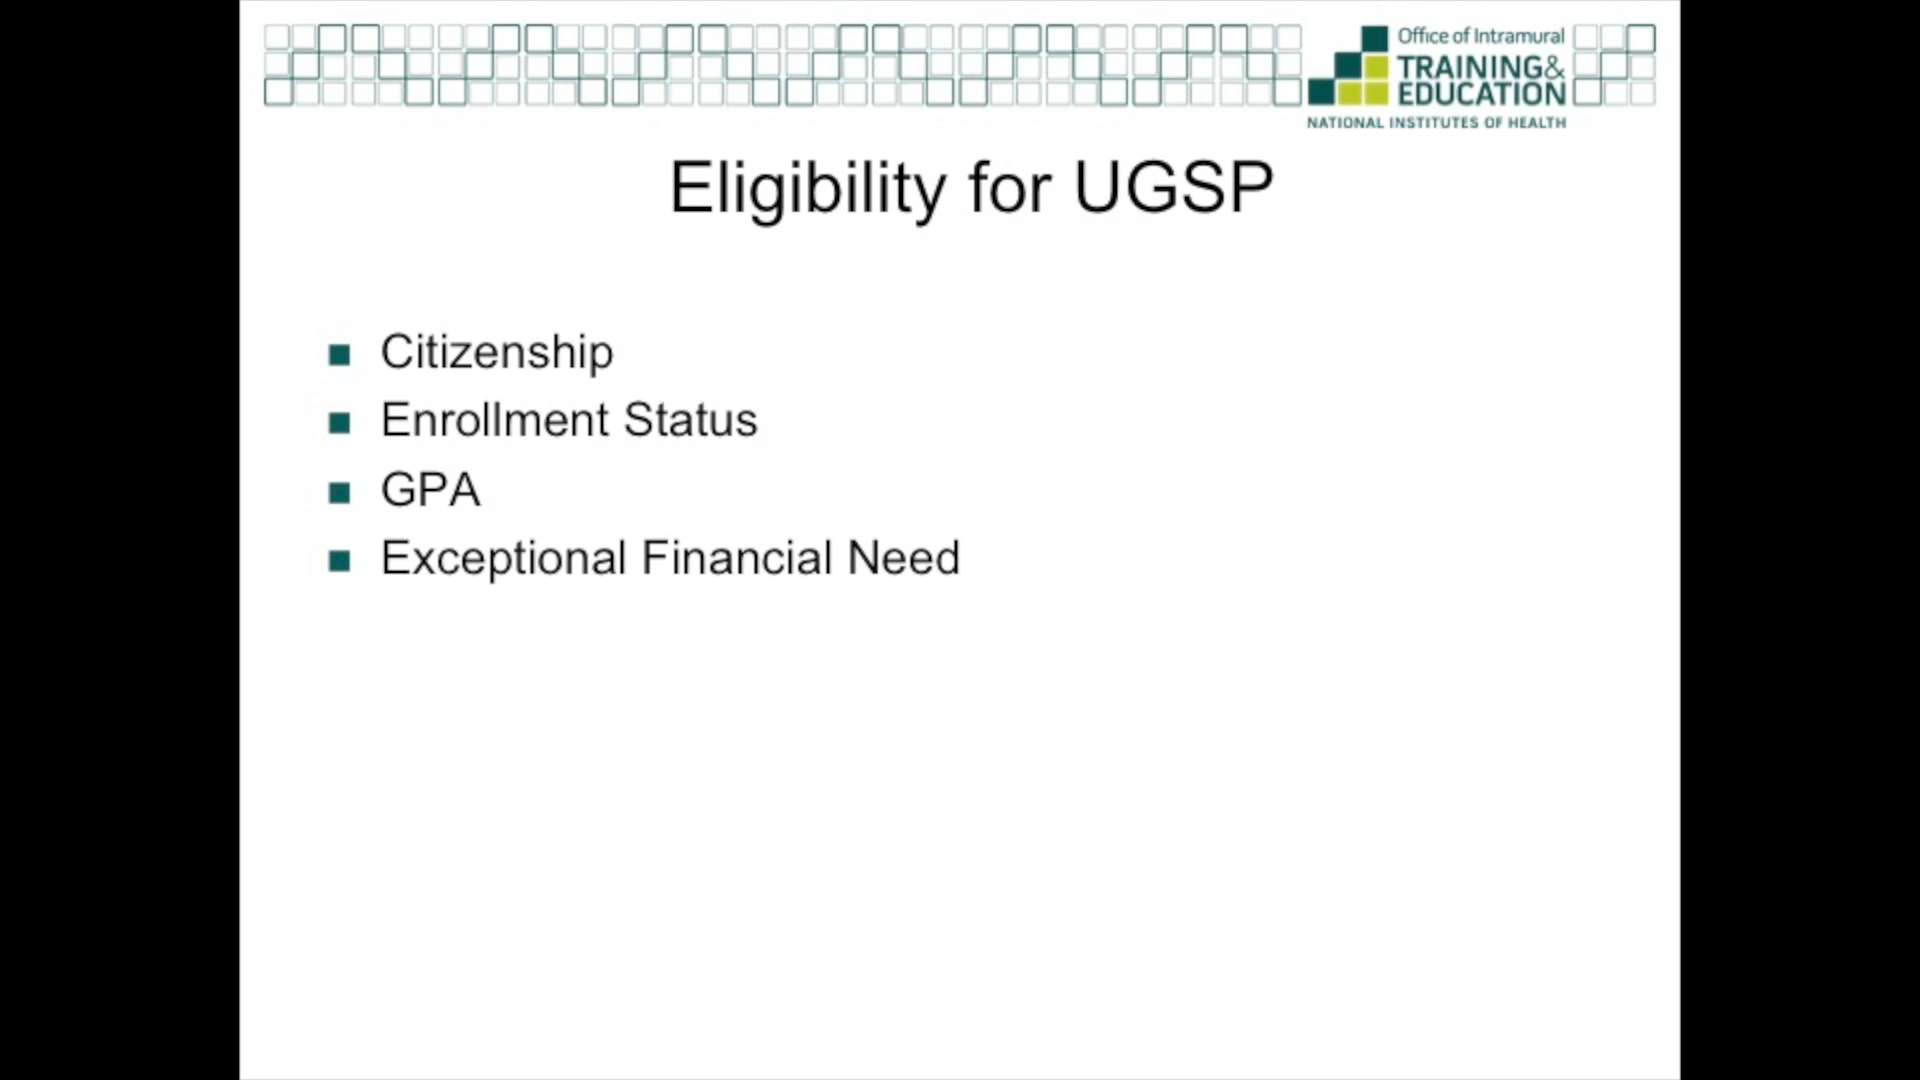 Office of Intramural
TRAINING&
EDUCATION
NATIONAL INSTITUTES OF HEALTH
Eligibility for UGSP
Citizenship
Enrollment Status
GPA
Exceptional Financial Need